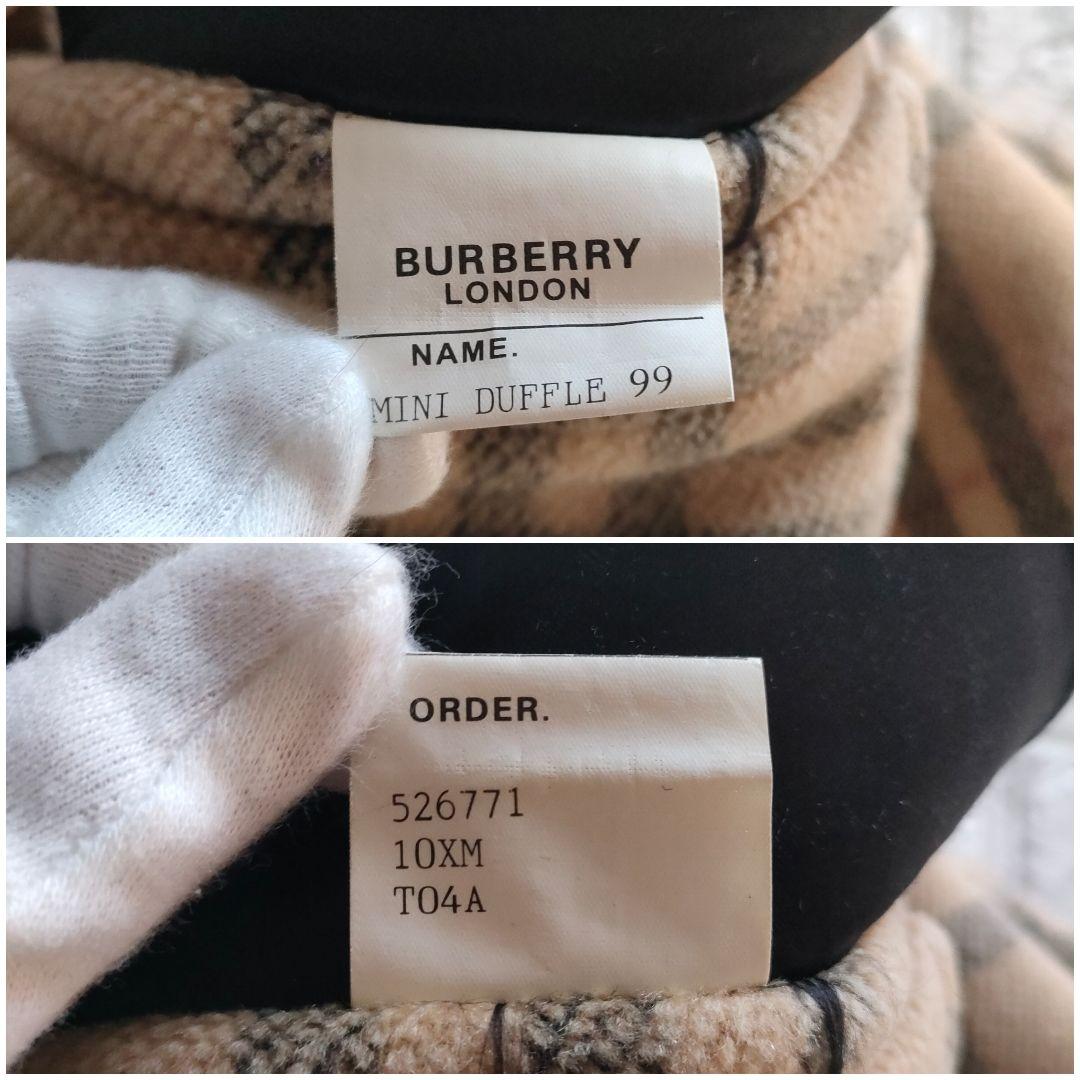 BURBERRY
LONDON
NAME.
MINI DUFFLE 99
ORDER.
526771
10XM
T04A